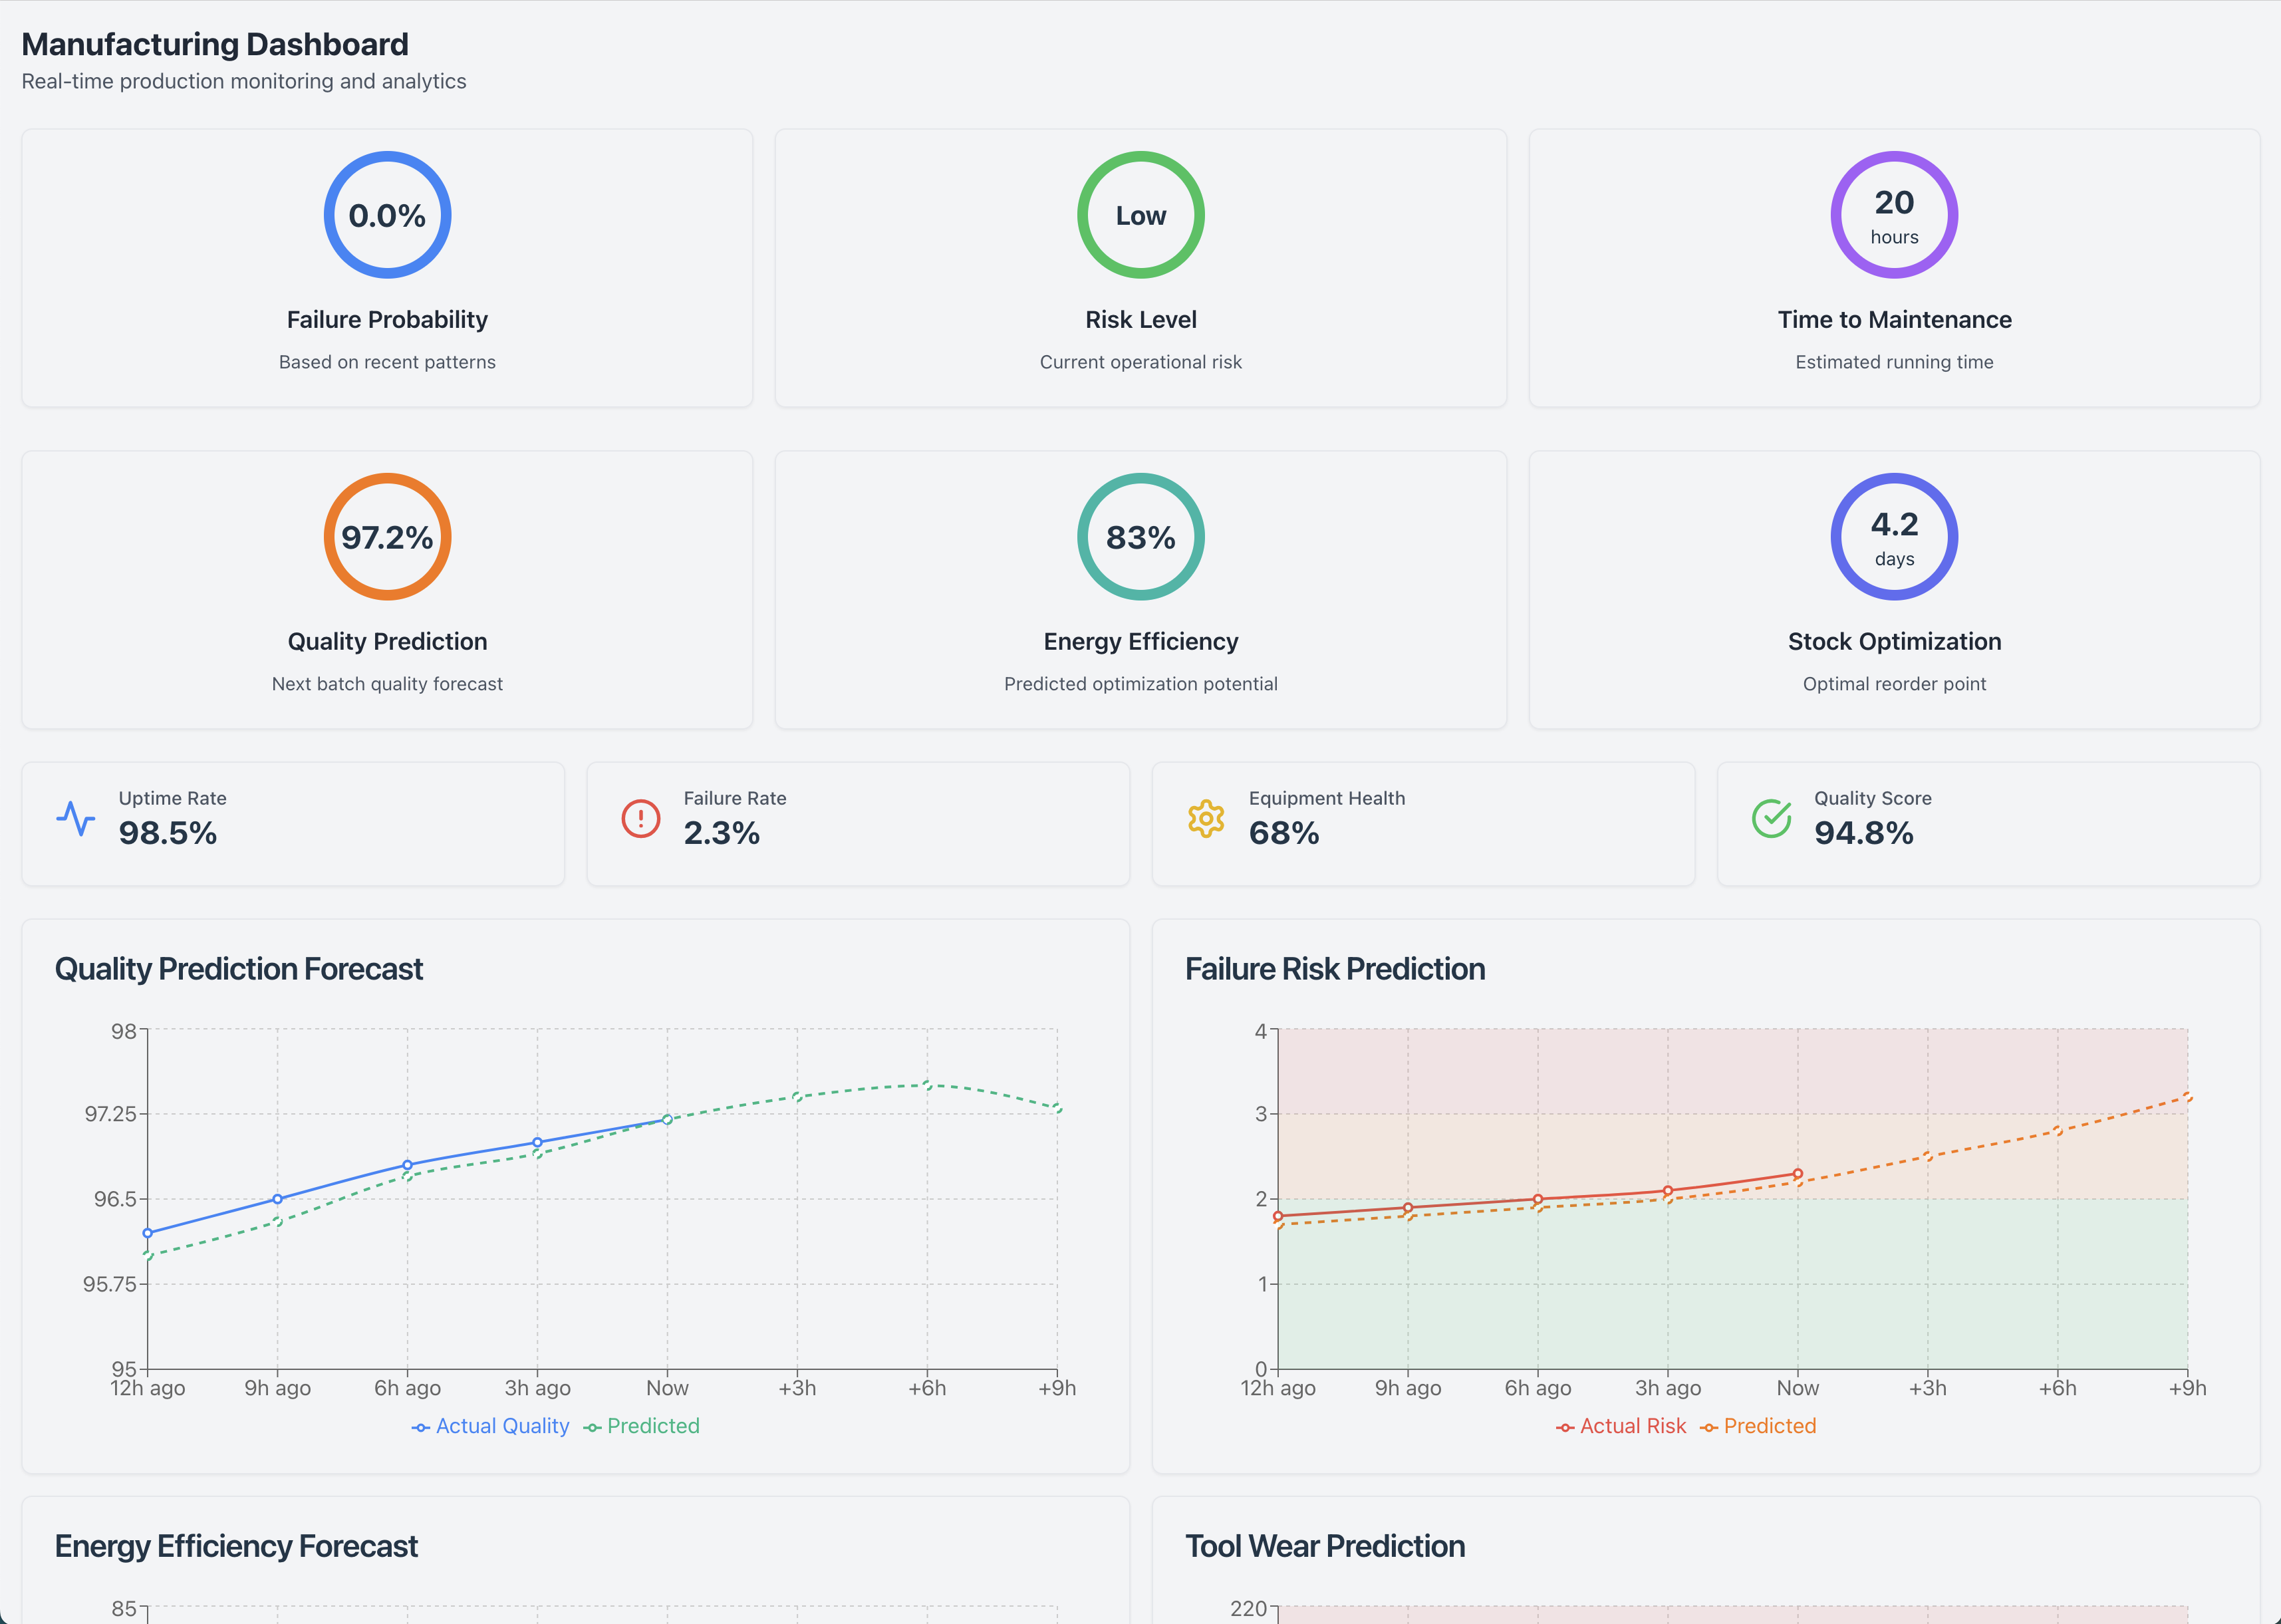 Manufacturing Dashboard
Real-time production monitoring and analytics
0.0%
Failure Probability
Based on recent patterns
Low
Risk Level
Current operational risk
20
hours
Time to Maintenance
Estimated running time
97.2%
Quality Prediction
Next batch quality forecast
83%
Energy Efficiency
Predicted optimization potential
4.2
days
Stock Optimization
Optimal reorder point
Uptime Rate
98.5%
Failure Rate
2.3%
Equipment Health
68%
Quality Score
94.8%
Quality Prediction Forecast
98
97.25
96.5
95.75
95
12h ago 9h ago 6h ago 3h ago Now +3h +6h +9h
Actual Quality Predicted
Failure Risk Prediction
4
3
2
1
0
12h ago 9h ago 6h ago 3h ago Now +3h +6h +9h
Actual Risk Predicted
Energy Efficiency Forecast
85
Tool Wear Prediction
220